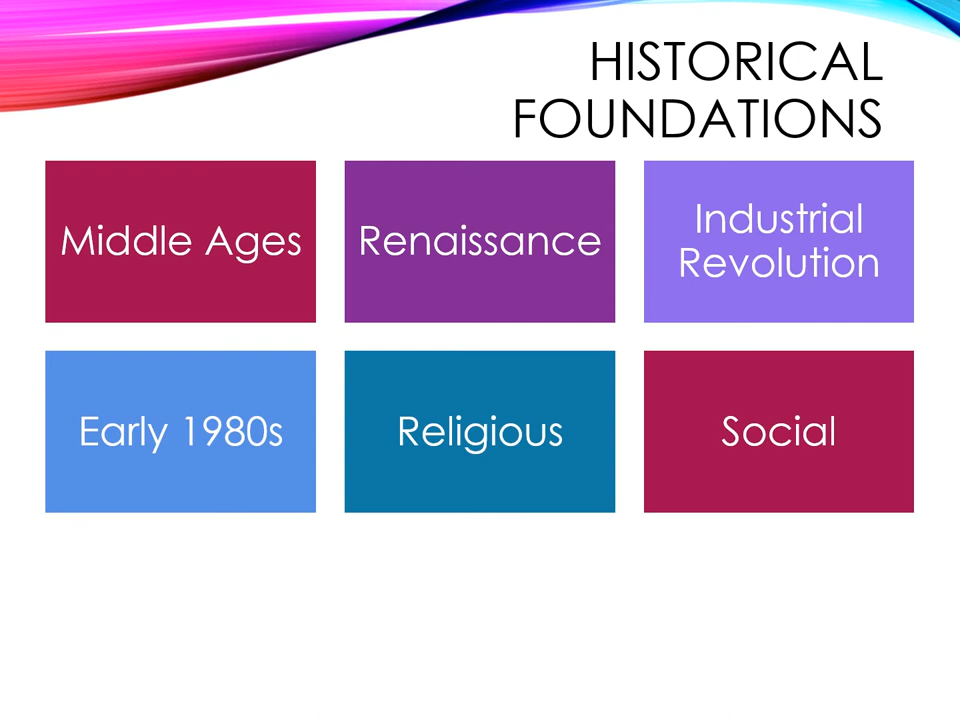 HISTORICAL
FOUNDATIONS
Middle Ages
Renaissance
Industrial
Revolution
Early 1980s
Religious
Social